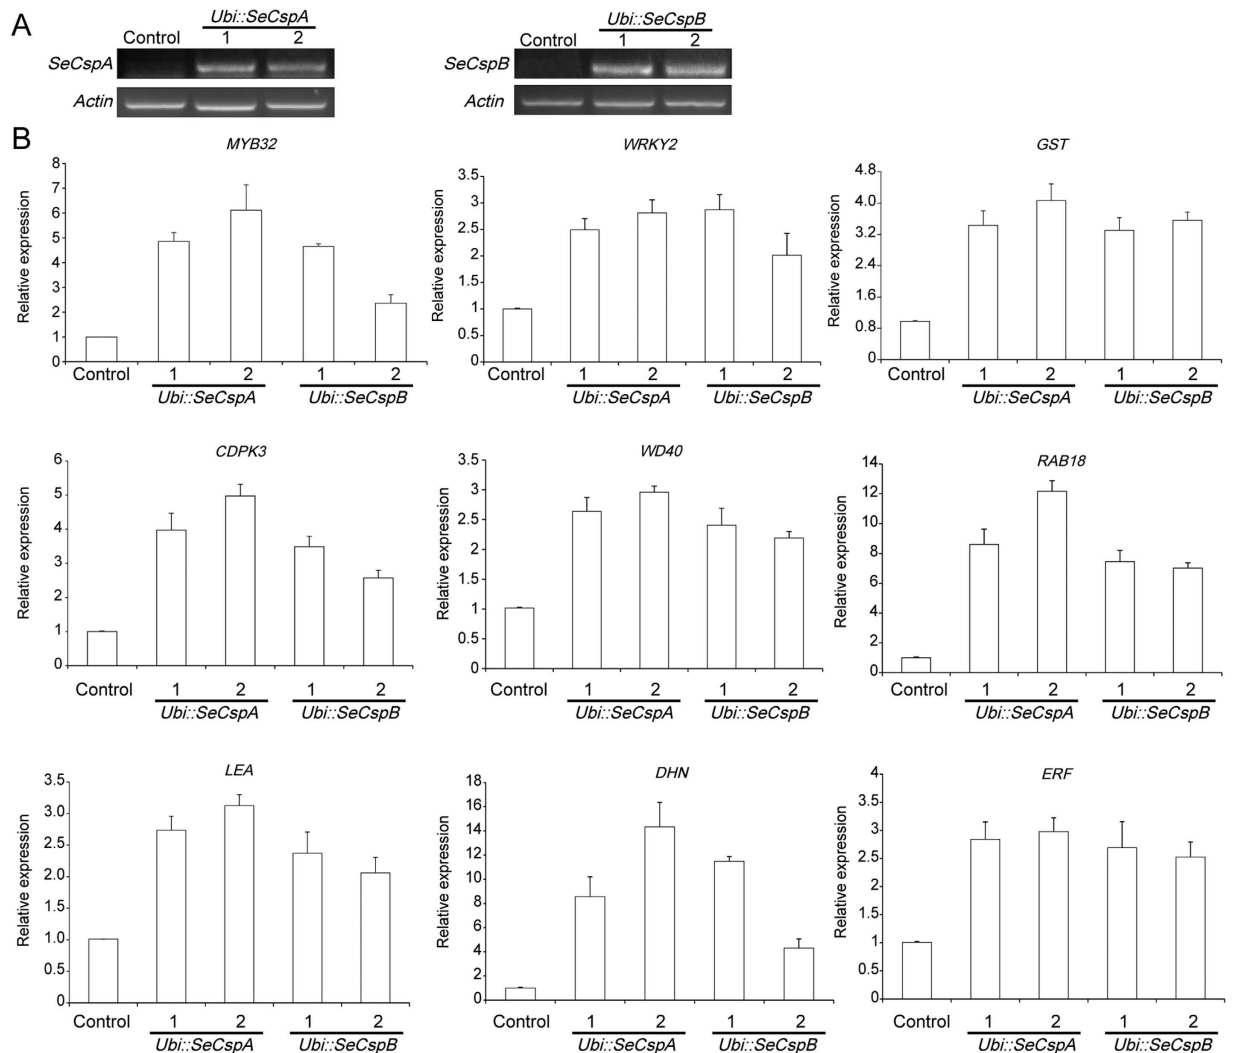 A
Ubi::SeCspA
Control 1 2
SeCspA
Actin
Ubi::SeCspB
Control 1 2
SeCspB
Actin
B
MYB32
Relative expression
8
7
6
5
4
3
2
1
0
Control 1 2 1 2
Ubi::SeCspA Ubi::SeCspB
WRKY2
Relative expression
3.5
3
2.5
2
1.5
1
0.5
0
Control 1 2 1 2
Ubi::SeCspA Ubi::SeCspB
GST
Relative expression
4.8
4.0
3.2
2.4
1.6
0.8
0
Control 1 2 1 2
Ubi::SeCspA Ubi::SeCspB
CDPK3
Relative expression
6
5
4
3
2
1
0
Control 1 2 1 2
Ubi::SeCspA Ubi::SeCspB
WD40
Relative expression
3.5
3
2.5
2
1.5
1
0.5
0
Control 1 2 1 2
Ubi::SeCspA Ubi::SeCspB
RAB18
Relative expression
14
12
10
8
6
4
2
0
Control 1 2 1 2
Ubi::SeCspA Ubi::SeCspB
LEA
Relative expression
3.5
3.0
2.5
2.0
1.5
1.0
0.5
0
Control 1 2 1 2
Ubi::SeCspA Ubi::SeCspB
DHN
Relative expression
18
16
14
12
10
8
6
4
2
0
Control 1 2 1 2
Ubi::SeCspA Ubi::SeCspB
ERF
Relative expression
4
3.5
3
2.5
2
1.5
1
0.5
0
Control 1 2 1 2
Ubi::SeCspA Ubi::SeCspB